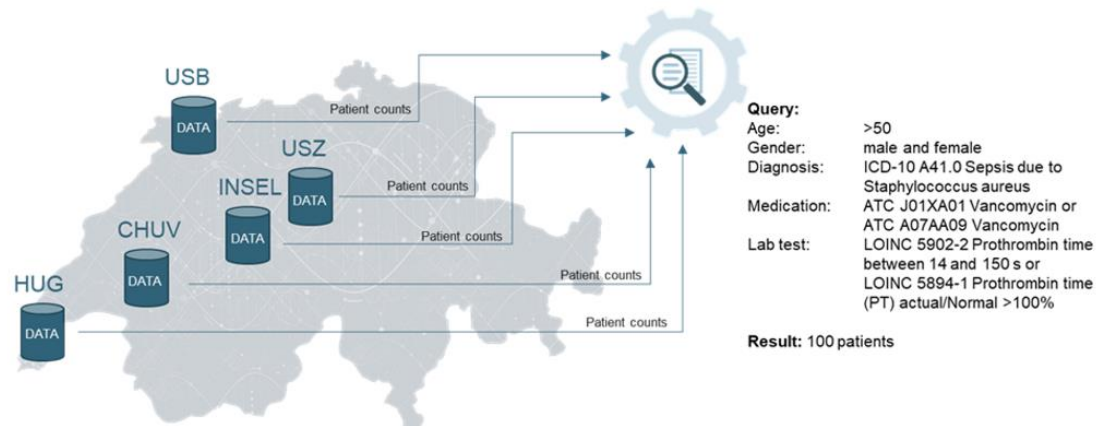 USB
DATA
Patient counts
USZ
DATA
Patient counts
INSEL
DATA
Patient counts
CHUV
DATA
Patient counts
HUG
DATA
Patient counts
Query:
Age: >50
Gender: male and female
Diagnosis: ICD-10 A41.0 Sepsis due to
Staphylococcus aureus
Medication: ATC J01XA01 Vancomycin or
ATC A07AA09 Vancomycin
Lab test: LOINC 5902-2 Prothrombin time
between 14 and 150 s or
LOINC 5894-1 Prothrombin time
(PT) actual/Normal >100%
Result: 100 patients